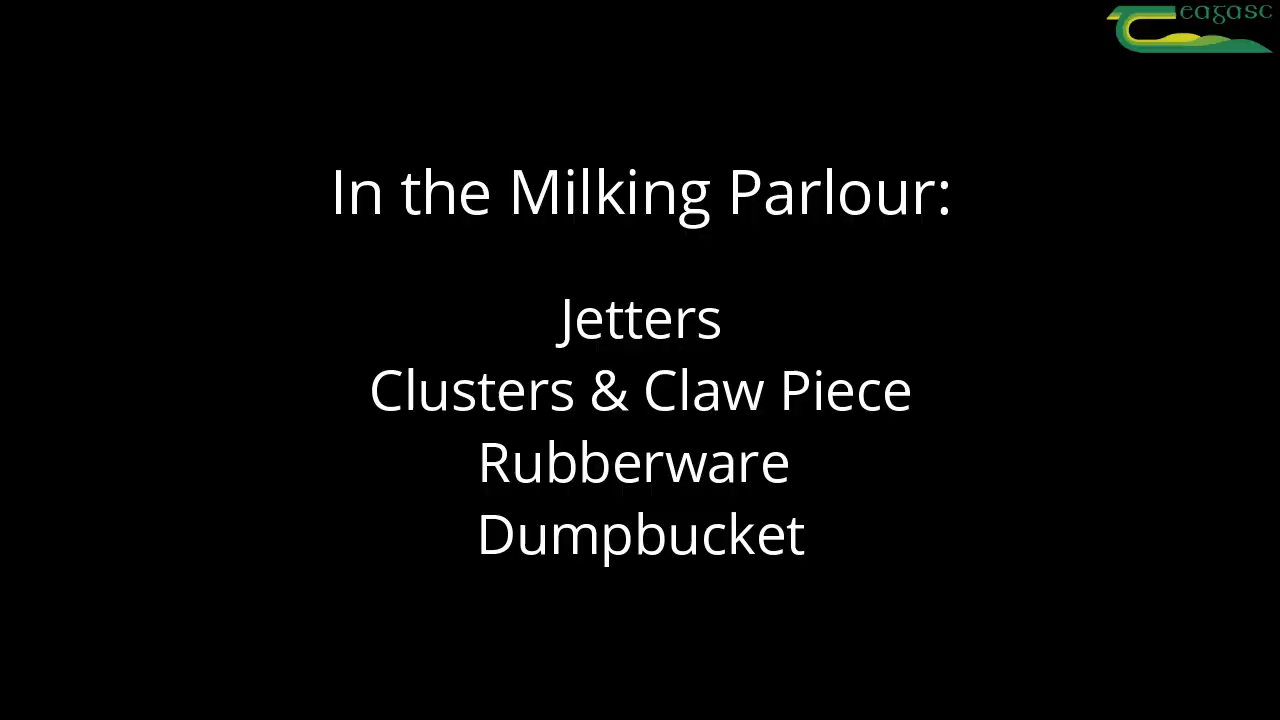 Teagasc
In the Milking Parlour:
Jetters
Clusters & Claw Piece
Rubberware
Dumpbucket